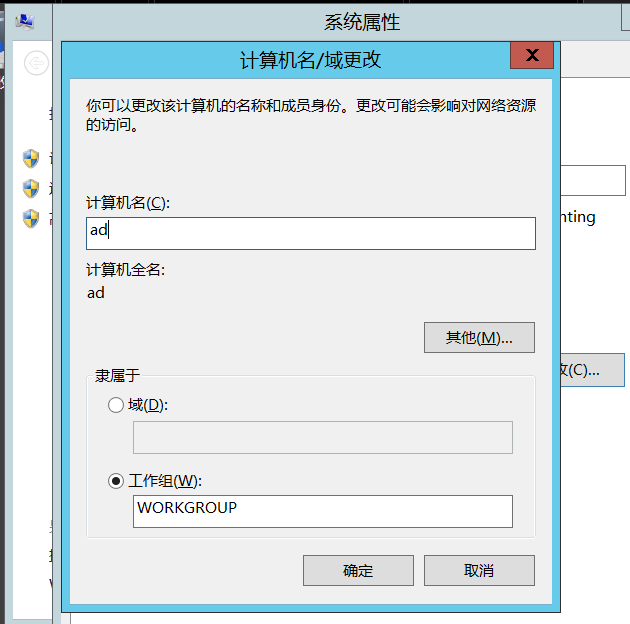 系统属性
计算机名/域更改
你可以更改该计算机的名称和成员身份。更改可能会影响对网络资源
的访问。
计算机名(C):
ad
nting
计算机全名:
ad
其他(M)...
(C)...
隶属于
域(D):
工作组(W):
WORKGROUP
确定
取消